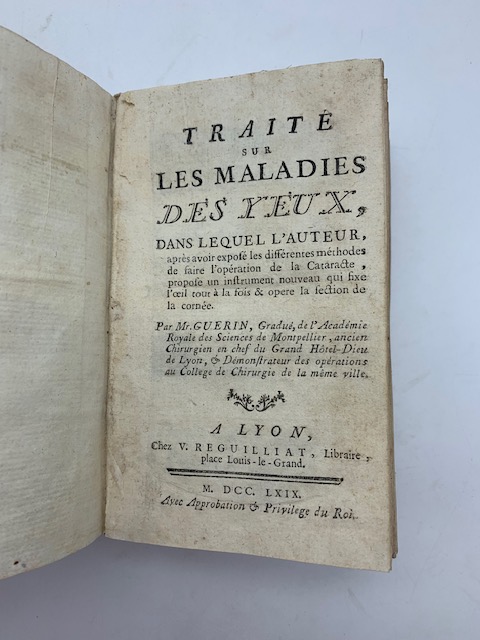 TRAITÉ
SUR
LES MALADIES
DES YEUX,
DANS LEQUEL L'AUTEUR,
après avoir exposé les différentes méthodes
de faire l'opération de la Cataracte,
propose un instrument nouveau qui fixe
l'œil tout à la fois & opere la section de
la cornée.
Par Mr. GUERIN, Gradué, de l'Académie
Royale des Sciences de Montpellier, ancien
Chirurgien en chef du Grand Hôtel-Dieu
de Lyon, & Démonstrateur des opérations
au College de Chirurgie de la même ville.
A LYON,
Chez V. REGUILLIAT, Libraire,
place Louis-le-Grand.
M. DCC. LXIX.
Avec Approbation & Privilege du Roi.